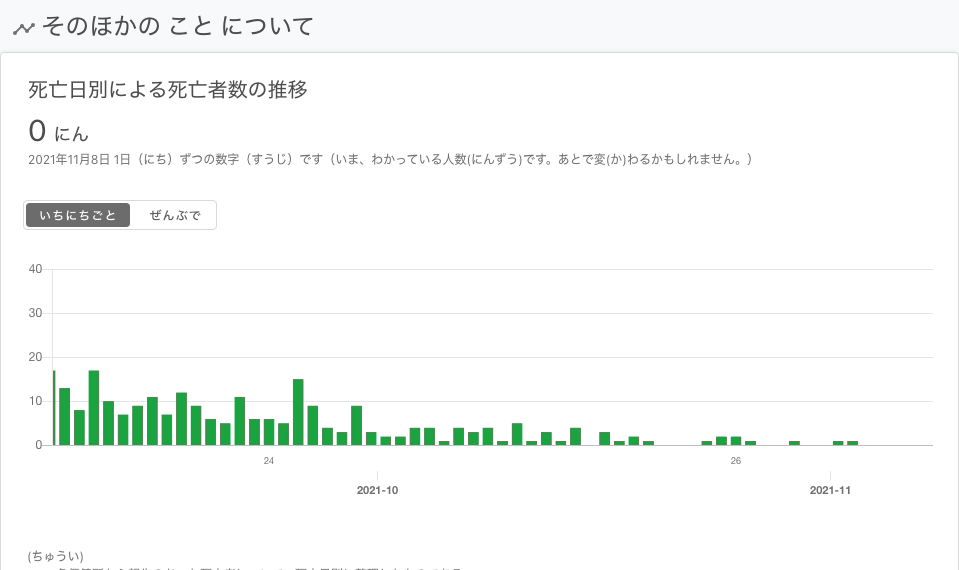 そのほかの こと について
死亡日別による死亡者数の推移
0 にん
2021年11月8日 1日（にち）ずつの数字（すうじ）です（いま、わかっている人数(にんずう)です。あとで変(か)わるかもしれません。）
いちにちごと ぜんぶで
40
30
20
10
0
24 26
2021-10 2021-11
(ちゅうい)